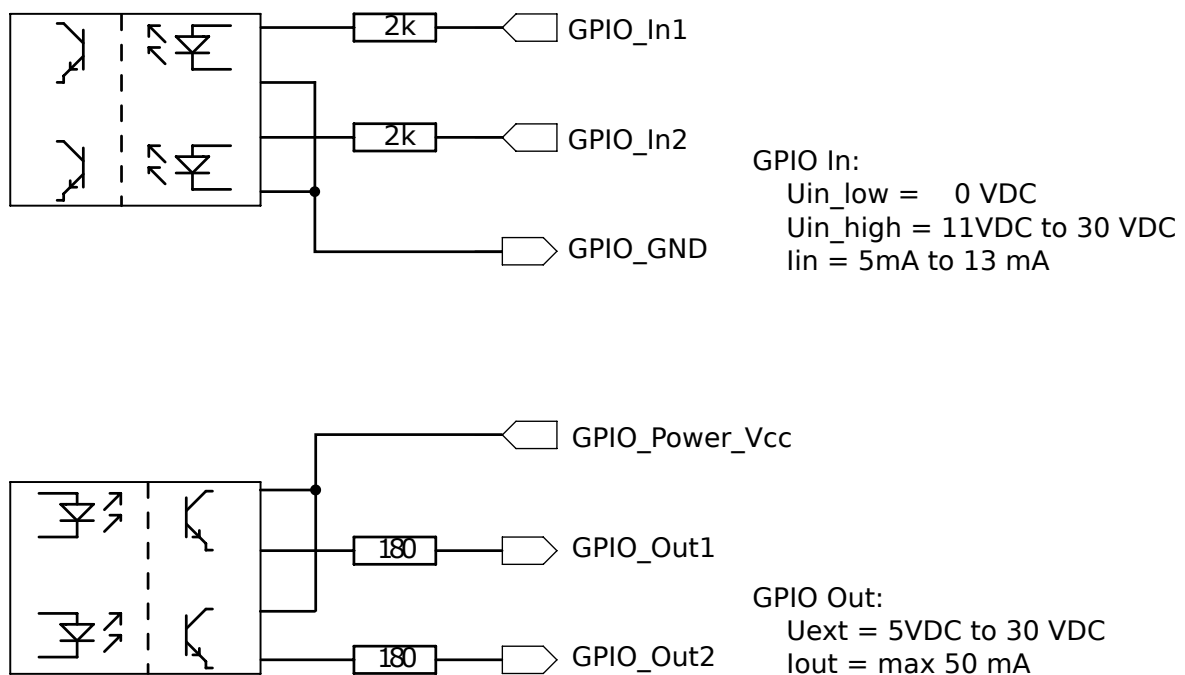 2k
GPIO_In1
2k
GPIO_In2
GPIO_GND
GPIO In:
Uin_low = 0 VDC
Uin_high = 11VDC to 30 VDC
Iin = 5mA to 13 mA
GPIO_Power_Vcc
180
GPIO_Out1
180
GPIO_Out2
GPIO Out:
Uext = 5VDC to 30 VDC
Iout = max 50 mA